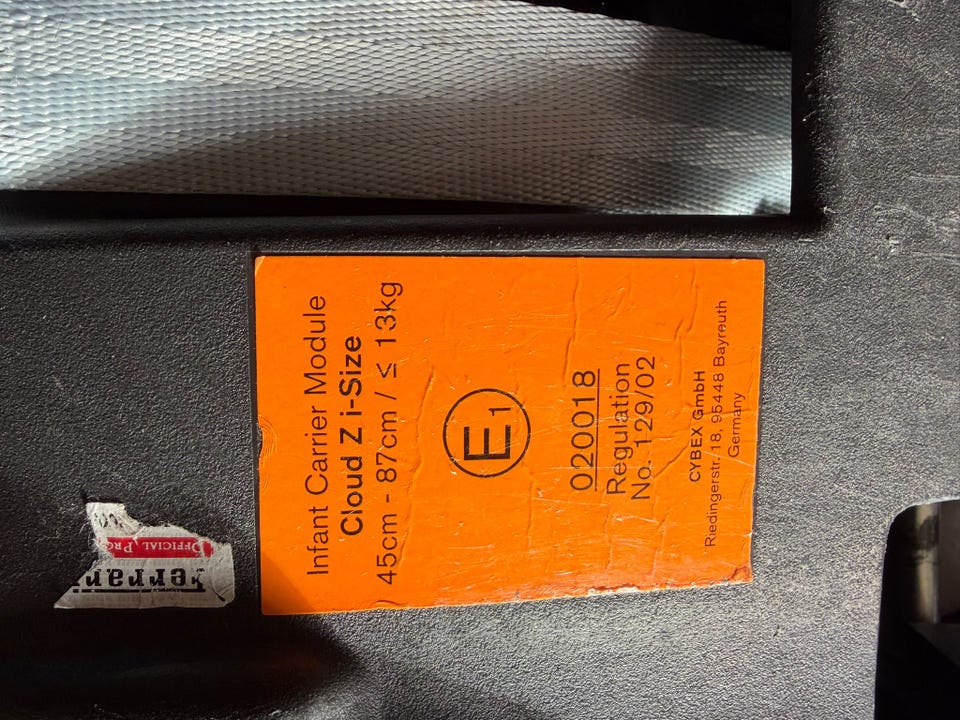 Infant Carrier Module
Cloud Z i-Size
45cm - 87cm / ≤ 13kg
E1
020018
Regulation
No. 129/02
CYBEX GmbH
Riedingerstr. 18, 95448 Bayreuth
Germany
Ferrari
OFFICIAL PRO